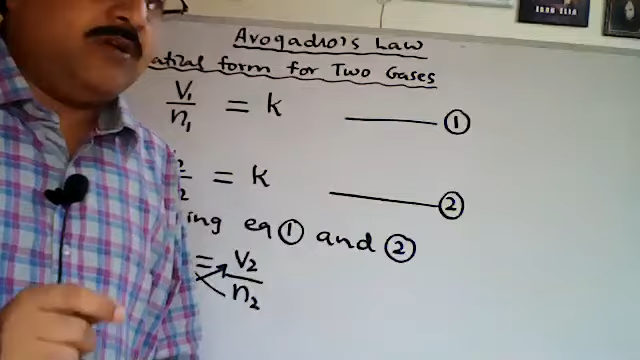 Avogadro's Law
form for Two Gases
V₁/n₁ = k ——— ①
= k ——— ②
eq ① and ②
= V₂/n₂